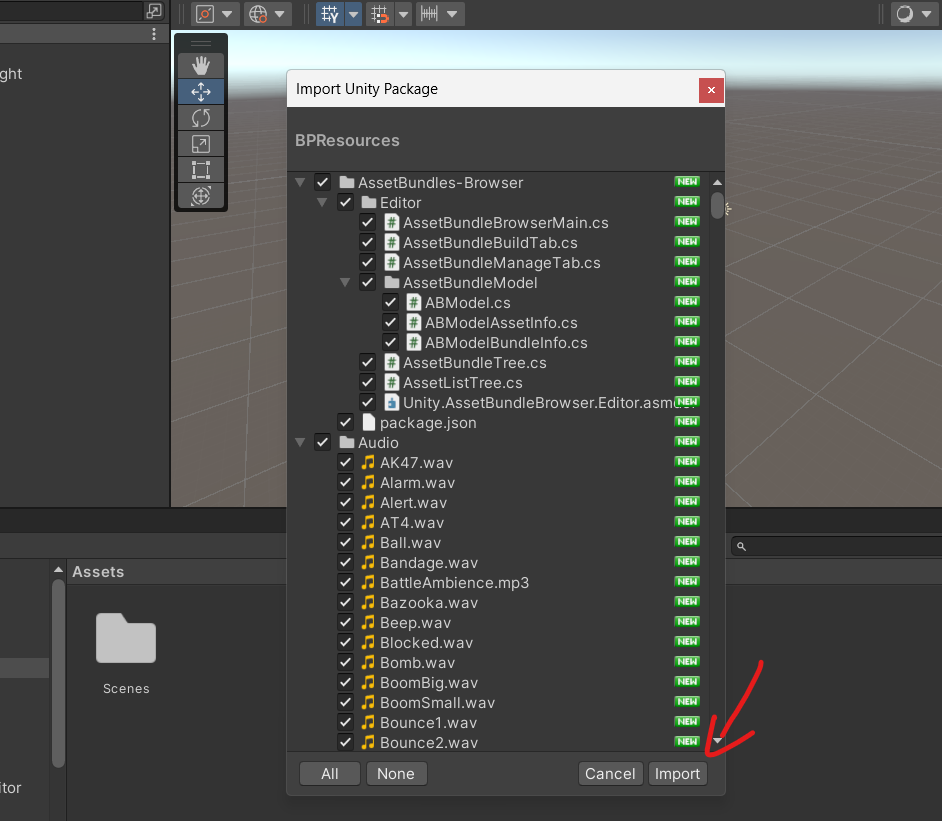 ght
Import Unity Package
BPResources
AssetBundles-Browser NEW
Editor NEW
AssetBundleBrowserMain.cs NEW
AssetBundleBuildTab.cs NEW
AssetBundleManageTab.cs NEW
AssetBundleModel NEW
ABModel.cs NEW
ABModelAssetInfo.cs NEW
ABModelBundleInfo.cs NEW
AssetBundleTree.cs NEW
AssetListTree.cs NEW
Unity.AssetBundleBrowser.Editor.asmdef NEW
package.json NEW
Audio NEW
AK47.wav NEW
Alarm.wav NEW
Alert.wav NEW
AT4.wav NEW
Ball.wav NEW
Bandage.wav NEW
BattleAmbience.mp3 NEW
Bazooka.wav NEW
Beep.wav NEW
Blocked.wav NEW
Bomb.wav NEW
BoomBig.wav NEW
BoomSmall.wav NEW
Bounce1.wav NEW
Bounce2.wav NEW
All None Cancel Import
Assets
Scenes
itor